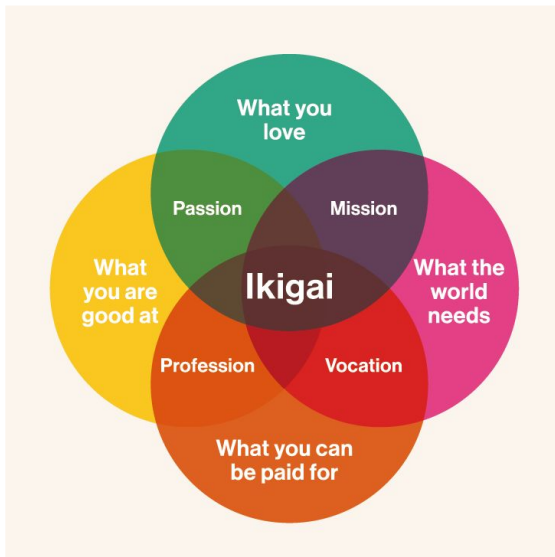 What you
love
Passion
Mission
What
you are
good at
Ikigai
What the
world
needs
Profession
Vocation
What you can
be paid for